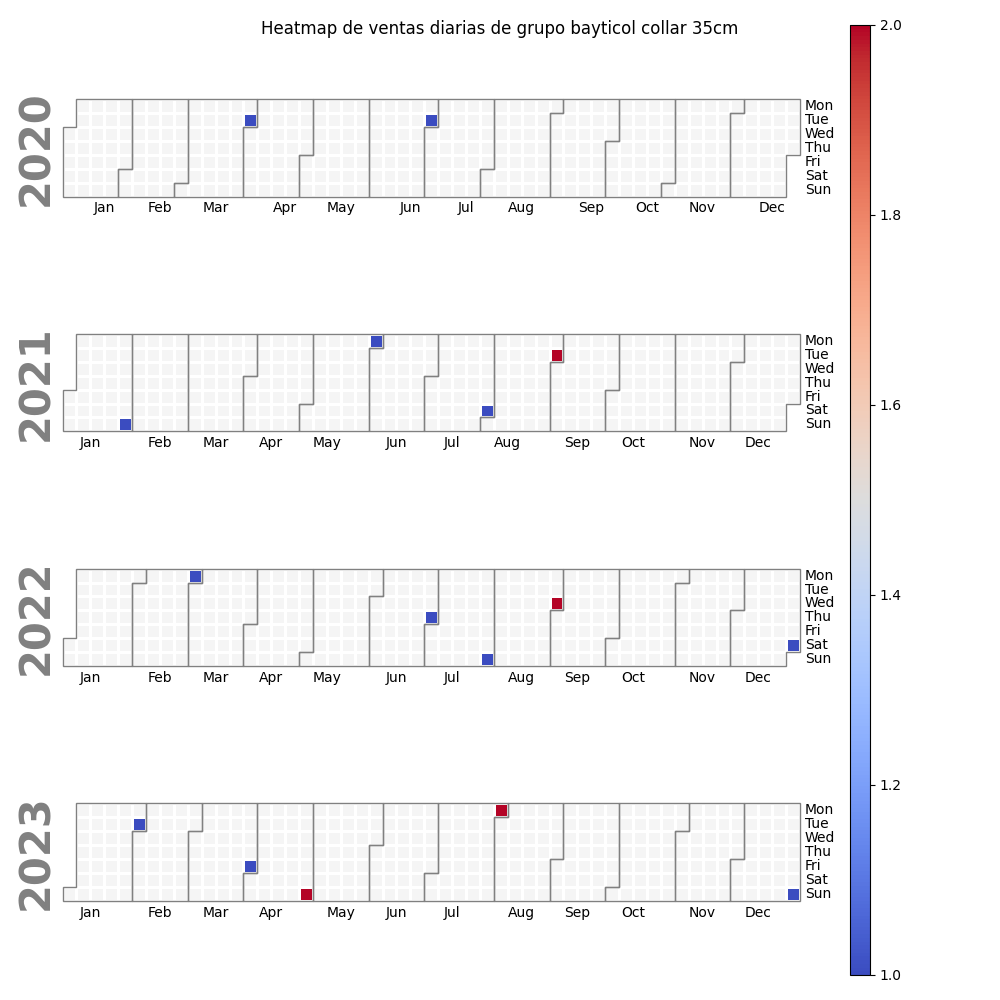 Heatmap de ventas diarias de grupo bayticol collar 35cm
2020
Mon
Tue
Wed
Thu
Fri
Sat
Sun
Jan Feb Mar Apr May Jun Jul Aug Sep Oct Nov Dec
2021
Mon
Tue
Wed
Thu
Fri
Sat
Sun
Jan Feb Mar Apr May Jun Jul Aug Sep Oct Nov Dec
2022
Mon
Tue
Wed
Thu
Fri
Sat
Sun
Jan Feb Mar Apr May Jun Jul Aug Sep Oct Nov Dec
2023
Mon
Tue
Wed
Thu
Fri
Sat
Sun
Jan Feb Mar Apr May Jun Jul Aug Sep Oct Nov Dec
2.0
1.8
1.6
1.4
1.2
1.0